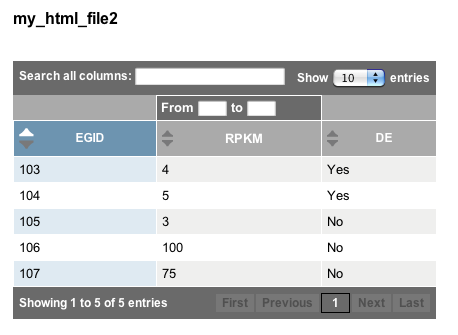 my_html_file2
Search all columns: Show 10 entries
From to
EGID RPKM DE
103 4 Yes
104 5 Yes
105 3 No
106 100 No
107 75 No
Showing 1 to 5 of 5 entries First Previous 1 Next Last